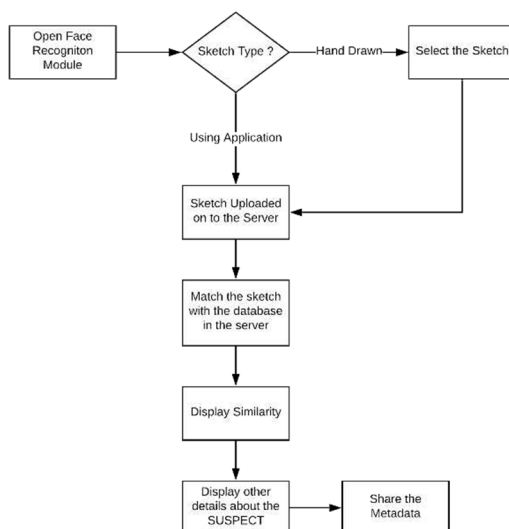 Open Face
Recogniton
Module
Sketch Type ?
Hand Drawn
Select the Sketch
Using Application
Sketch Uploaded
on to the Server
Match the sketch
with the database
in the server
Display Similarity
Display other
details about the
SUSPECT
Share the
Metadata